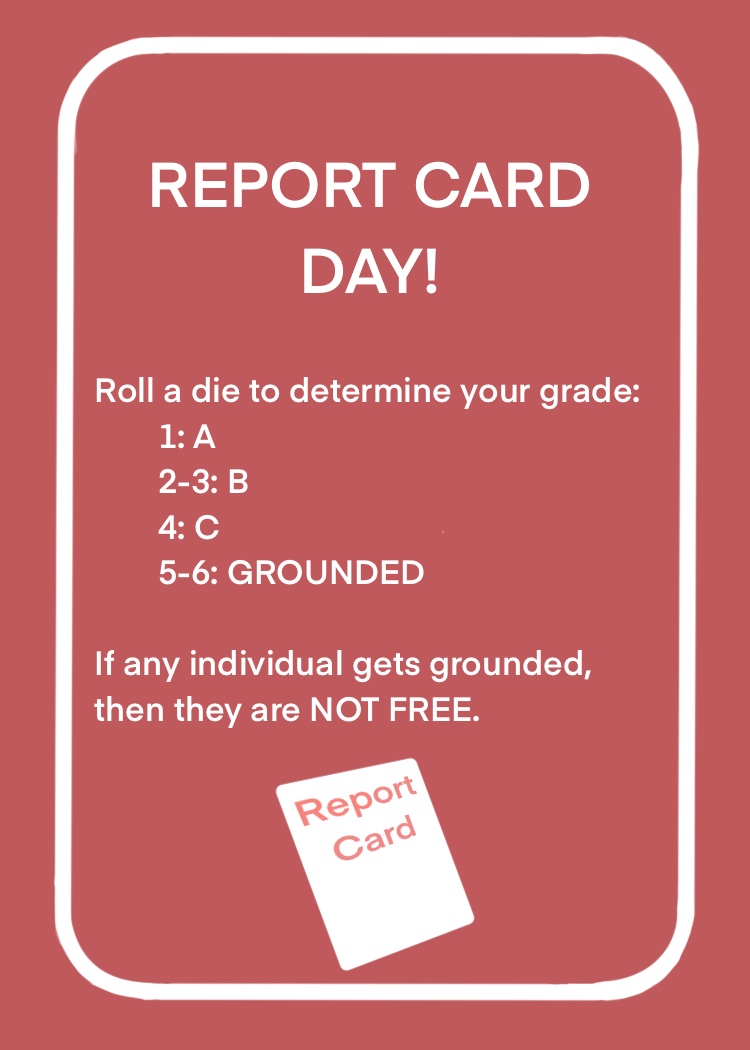 REPORT CARD
DAY!
Roll a die to determine your grade:
1: A
2-3: B
4: C
5-6: GROUNDED
If any individual gets grounded,
then they are NOT FREE.
Report
Card